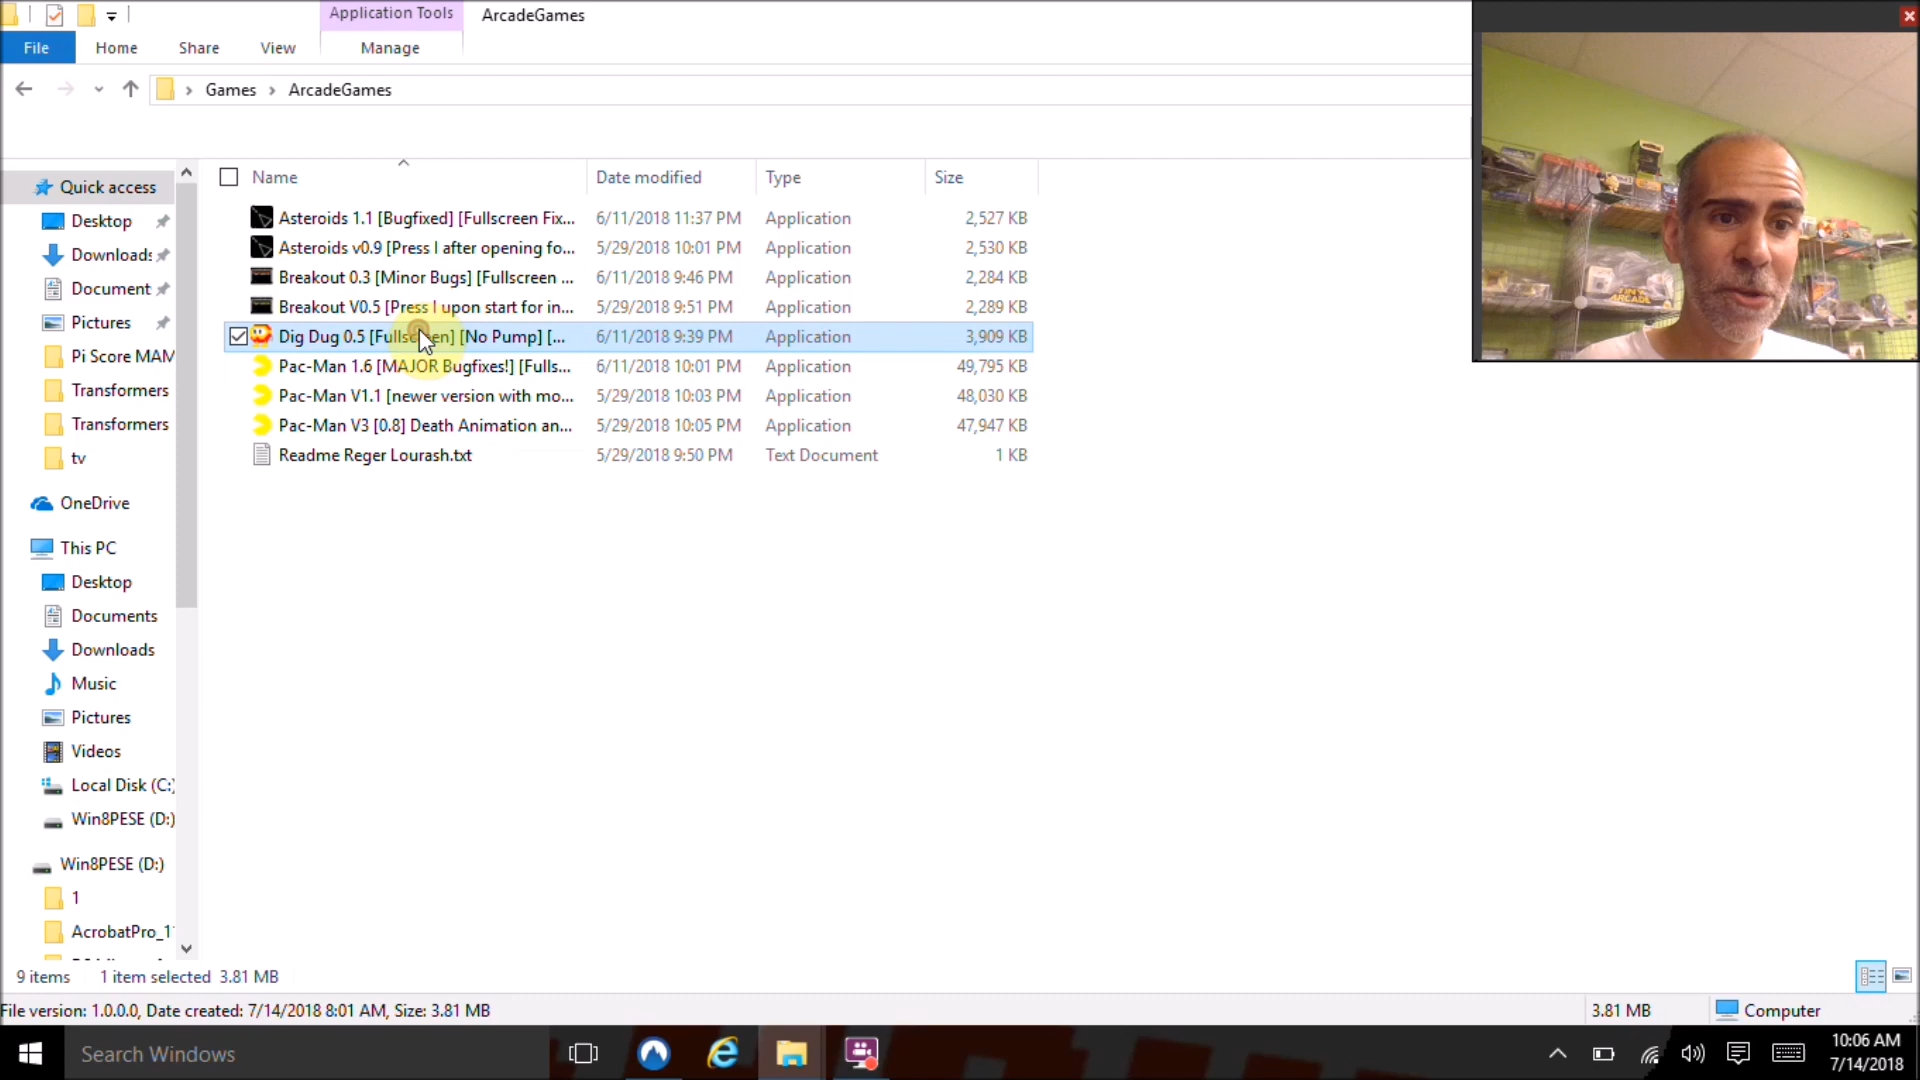 Application Tools
ArcadeGames
File
Home
Share
View
Manage
Games
ArcadeGames
Name
Date modified
Type
Size
Quick access
Desktop
Downloads
Document
Pictures
Pi Score MAM
Transformers
Transformers
tv
OneDrive
This PC
Desktop
Documents
Downloads
Music
Pictures
Videos
Local Disk (C:)
Win8PESE (D:)
Win8PESE (D:)
1
AcrobatPro_1
Asteroids 1.1 [Bugfixed] [Fullscreen Fix... 6/11/2018 11:37 PM Application 2,527 KB
Asteroids v0.9 [Press I after opening fo... 5/29/2018 10:01 PM Application 2,530 KB
Breakout 0.3 [Minor Bugs] [Fullscreen ... 6/11/2018 9:46 PM Application 2,284 KB
Breakout V0.5 [Press I upon start for in... 5/29/2018 9:51 PM Application 2,289 KB
Dig Dug 0.5 [Fullscreen] [No Pump] [... 6/11/2018 9:39 PM Application 3,909 KB
Pac-Man 1.6 [MAJOR Bugfixes!] [Fulls... 6/11/2018 10:01 PM Application 49,795 KB
Pac-Man V1.1 [newer version with mo... 5/29/2018 10:03 PM Application 48,030 KB
Pac-Man V3 [0.8] Death Animation an... 5/29/2018 10:05 PM Application 47,947 KB
Readme Reger Lourash.txt 5/29/2018 9:50 PM Text Document 1 KB
TINY
ARCADE
9 items 1 item selected 3.81 MB
File version: 1.0.0.0, Date created: 7/14/2018 8:01 AM, Size: 3.81 MB
3.81 MB
Computer
Search Windows
10:06 AM
7/14/2018